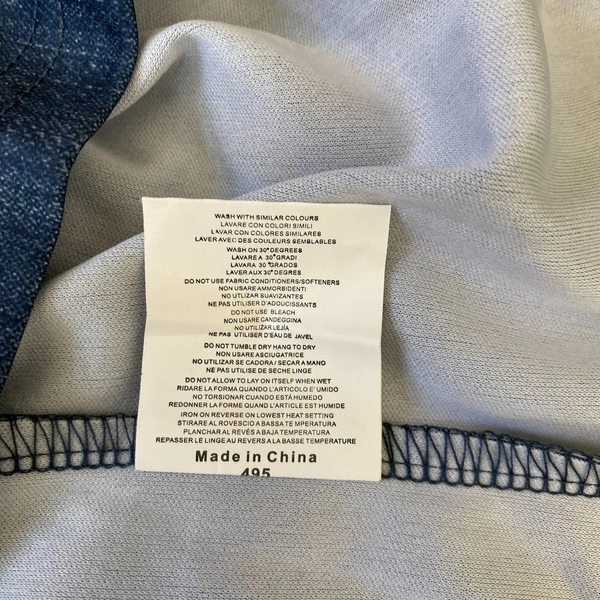 WASH WITH SIMILAR COLOURS
LAVARE CON COLORI SIMILI
LAVAR CON COLORES SIMILARES
LAVER AVEC DES COULEURS SEMBLABLES
WASH ON 30°DEGREES
LAVARE A 30°GRADI
LAVARA 30 °GRADOS
LAVER AUX 30° DEGRES
DO NOT USE FABRIC CONDITIONERS/SOFTENERS
NON USARE AMMORBIDENTI
NO UTLIZAR SUAVIZANTES
NE PAS UTILISER D'ADOUCISSANTS
DO NOT USE BLEACH
NON USARE CANDEGGINA
NO UTILIZAR LEJÍA
NE PAS UTILISER D'EAU DE JAVEL
DO NOT TUMBLE DRY HANG TO DRY
NON USARE ASCIUGATRICE
NO UTILIZAR SE CADORA / SECAR A MANO
NE PAS UTILISE DE SECHE LINGE
DO NOT ALLOW TO LAY ON ITSELF WHEN WET
RIDARE LA FORMA QUANDO L'ARTICOLO E' UMIDO
NO TORSIONAR CUANDO ESTÁ HUMEDO
REDONNER LA FORME QUAND L'ARTICLE EST HUMIDE
IRON ON REVERSE ON LOWEST HEAT SETTING
STIRARE AL ROVESCIO A BASSA TE MPERATURA
PLANCHAR AL REVÉS A BAJA TEMPERATURA
REPASSER LE LINGE AU REVERS A LA BASSE TEMPERATURE
Made in China
495